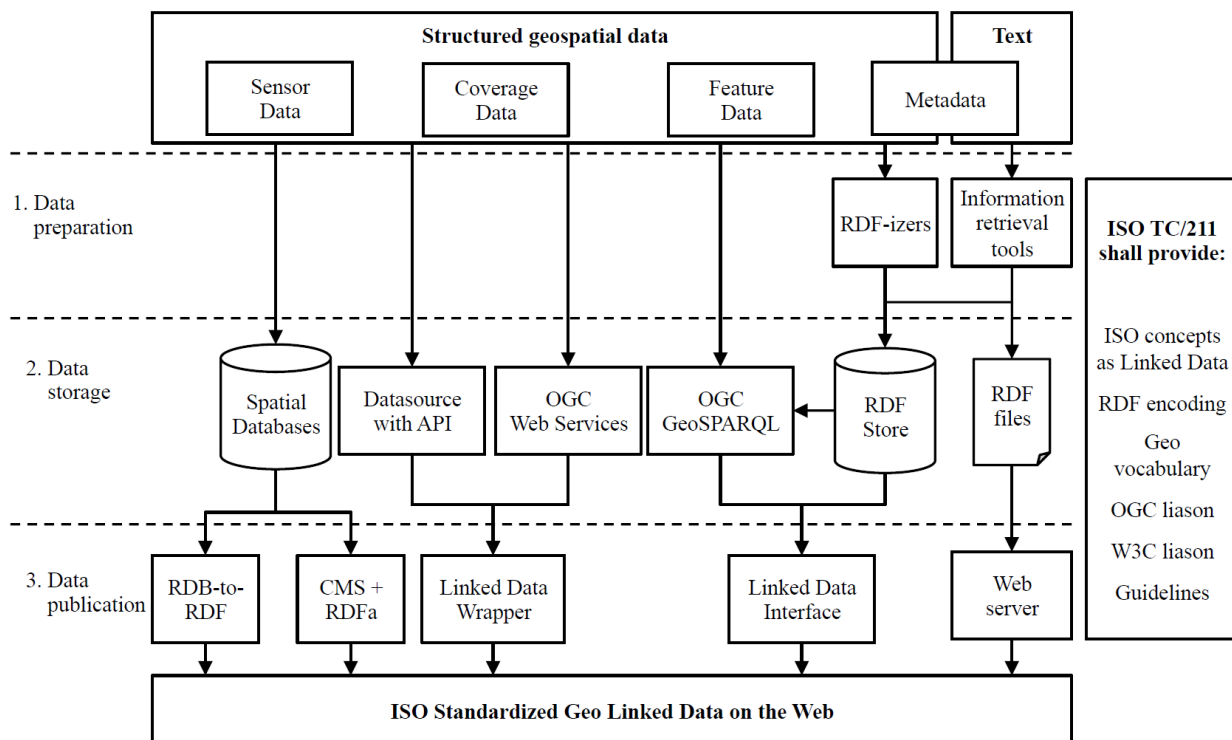 Structured geospatial data
Text
Sensor
Data
Coverage
Data
Feature
Data
Metadata
1. Data
preparation
RDF-izers
Information
retrieval
tools
ISO TC/211
shall provide:
ISO concepts
as Linked Data
RDF encoding
Geo
vocabulary
OGC liason
W3C liason
Guidelines
2. Data
storage
Spatial
Databases
Datasource
with API
OGC
Web Services
OGC
GeoSPARQL
RDF
Store
RDF
files
3. Data
publication
RDB-to-
RDF
CMS +
RDFa
Linked Data
Wrapper
Linked Data
Interface
Web
server
ISO Standardized Geo Linked Data on the Web